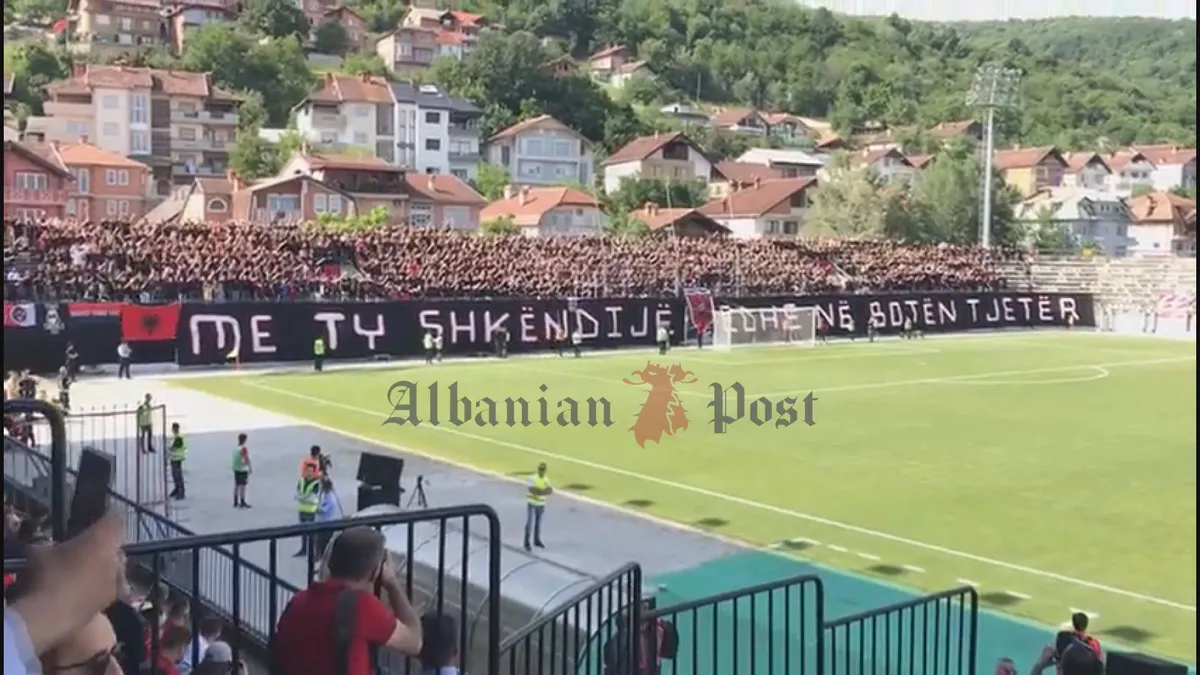 ME TY SHKËNDIJË EDHE NË BOTËN TJETËR
Albanian Post